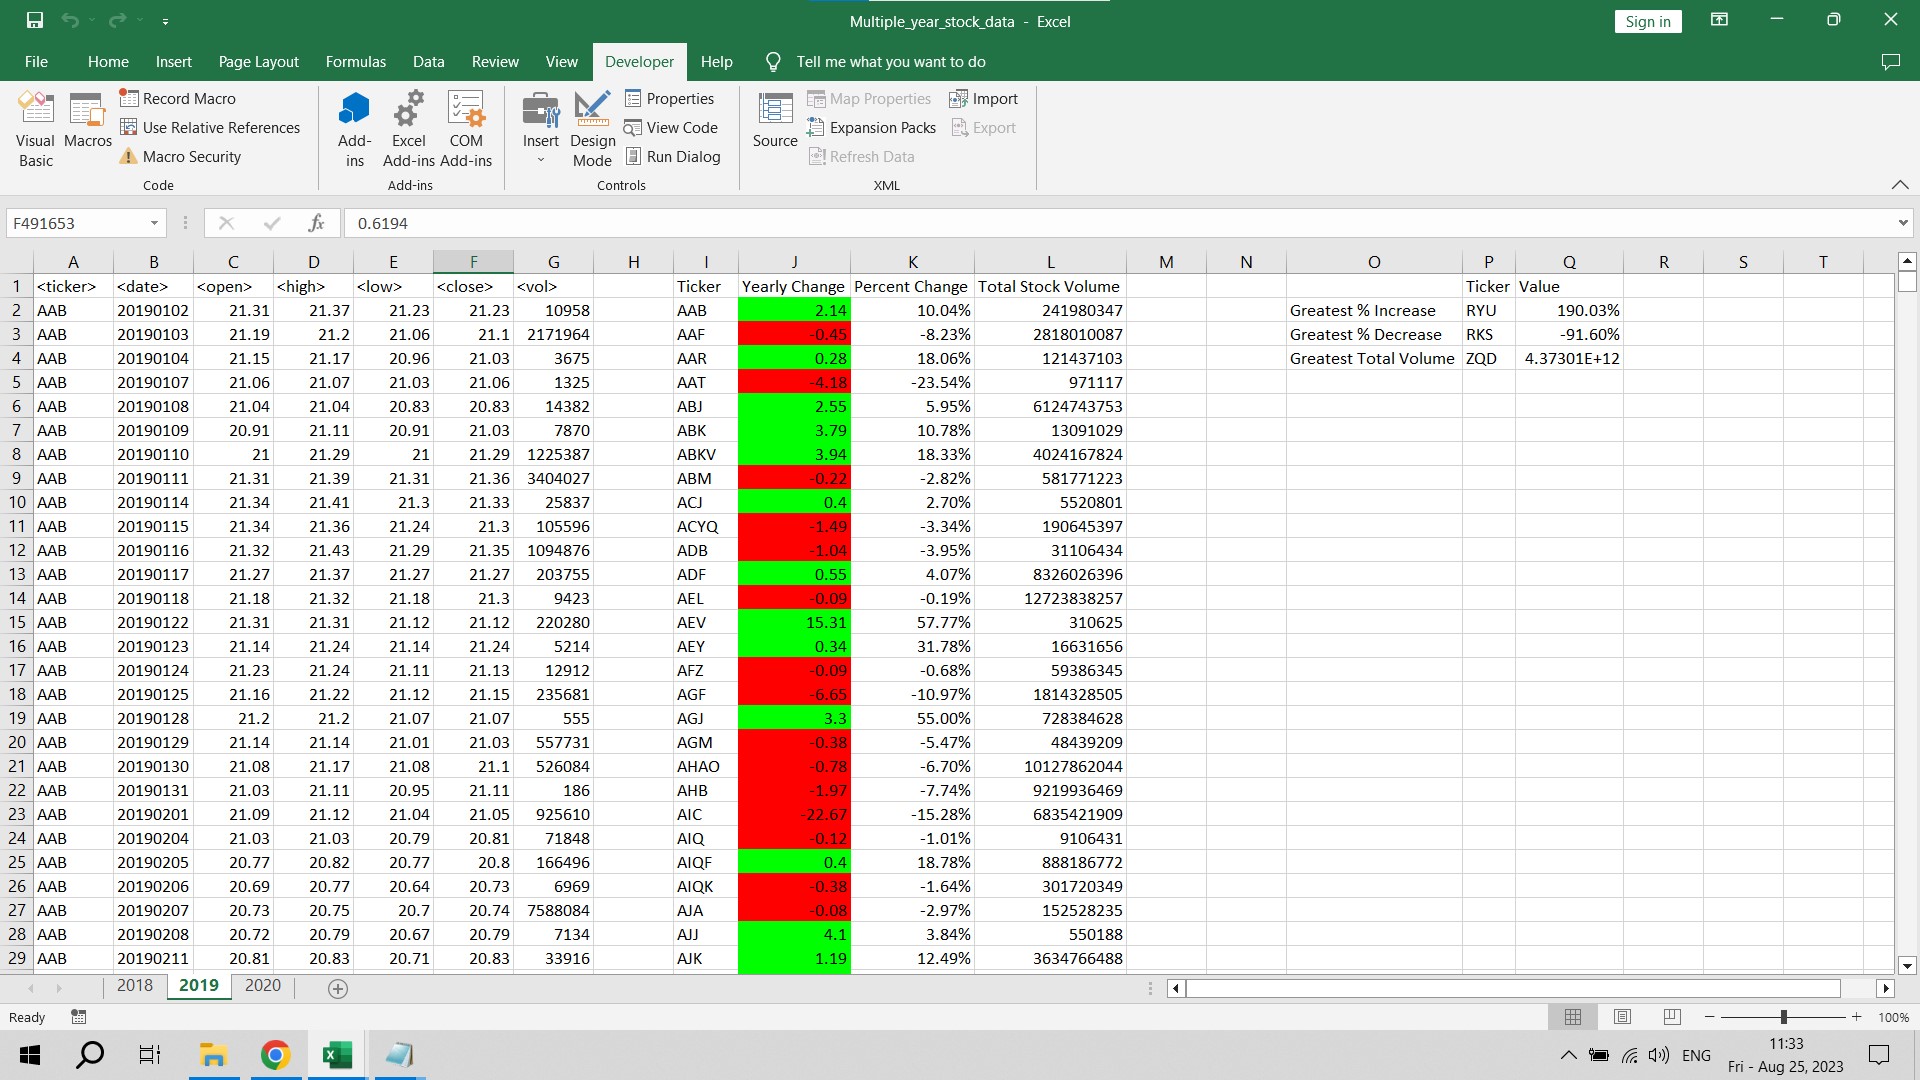 Multiple_year_stock_data - Excel
Sign in
File Home Insert Page Layout Formulas Data Review View Developer Help Tell me what you want to do
Visual Basic
Macros
Record Macro
Use Relative References
Macro Security
Code
Add-ins
Excel Add-ins
COM Add-ins
Add-ins
Insert
Design Mode
Properties
View Code
Run Dialog
Controls
Source
Map Properties
Expansion Packs
Refresh Data
Import
Export
XML
F491653 fx 0.6194
A B C D E F G H I J K L M N O P Q R S T
1 <ticker> <date> <open> <high> <low> <close> <vol> Ticker Yearly Change Percent Change Total Stock Volume Ticker Value
2 AAB 20190102 21.31 21.37 21.23 21.23 10958 AAB 2.14 10.04% 241980347 Greatest % Increase RYU 190.03%
3 AAB 20190103 21.19 21.2 21.06 21.1 2171964 AAF -0.45 -8.23% 2818010087 Greatest % Decrease RKS -91.60%
4 AAB 20190104 21.15 21.17 20.96 21.03 3675 AAR 0.28 18.06% 121437103 Greatest Total Volume ZQD 4.37301E+12
5 AAB 20190107 21.06 21.07 21.03 21.06 1325 AAT -4.18 -23.54% 971117
6 AAB 20190108 21.04 21.04 20.83 20.83 14382 ABJ 2.55 5.95% 6124743753
7 AAB 20190109 20.91 21.11 20.91 21.03 7870 ABK 3.79 10.78% 13091029
8 AAB 20190110 21 21.29 21 21.29 1225387 ABKV 3.94 18.33% 4024167824
9 AAB 20190111 21.31 21.39 21.31 21.36 3404027 ABM -0.22 -2.82% 581771223
10 AAB 20190114 21.34 21.41 21.3 21.33 25837 ACJ 0.4 2.70% 5520801
11 AAB 20190115 21.34 21.36 21.24 21.3 105596 ACYQ -1.49 -3.34% 190645397
12 AAB 20190116 21.32 21.43 21.29 21.35 1094876 ADB -1.04 -3.95% 31106434
13 AAB 20190117 21.27 21.37 21.27 21.27 203755 ADF 0.55 4.07% 8326026396
14 AAB 20190118 21.18 21.32 21.18 21.3 9423 AEL -0.09 -0.19% 12723838257
15 AAB 20190122 21.31 21.31 21.12 21.12 220280 AEV 15.31 57.77% 310625
16 AAB 20190123 21.14 21.24 21.14 21.24 5214 AEY 0.34 31.78% 16631656
17 AAB 20190124 21.23 21.24 21.11 21.13 12912 AFZ -0.09 -0.68% 59386345
18 AAB 20190125 21.16 21.22 21.12 21.15 235681 AGF -6.65 -10.97% 1814328505
19 AAB 20190128 21.2 21.2 21.07 21.07 555 AGJ 3.3 55.00% 728384628
20 AAB 20190129 21.14 21.14 21.01 21.03 557731 AGM -0.38 -5.47% 48439209
21 AAB 20190130 21.08 21.17 21.08 21.1 526084 AHAO -0.78 -6.70% 10127862044
22 AAB 20190131 21.03 21.11 20.95 21.11 186 AHB -1.97 -7.74% 9219936469
23 AAB 20190201 21.09 21.12 21.04 21.05 925610 AIC -22.67 -15.28% 6835421909
24 AAB 20190204 21.03 21.03 20.79 20.81 71848 AIQ -0.12 -1.01% 9106431
25 AAB 20190205 20.77 20.82 20.77 20.8 166496 AIQF 0.4 18.78% 888186772
26 AAB 20190206 20.69 20.77 20.64 20.73 6969 AIQK -0.38 -1.64% 301720349
27 AAB 20190207 20.73 20.75 20.7 20.74 7588084 AJA -0.08 -2.97% 152528235
28 AAB 20190208 20.72 20.79 20.67 20.79 7134 AJJ 4.1 3.84% 550188
29 AAB 20190211 20.81 20.83 20.71 20.83 33916 AJK 1.19 12.49% 3634766488
2018 2019 2020
Ready 100%
ENG
11:33
Fri - Aug 25, 2023